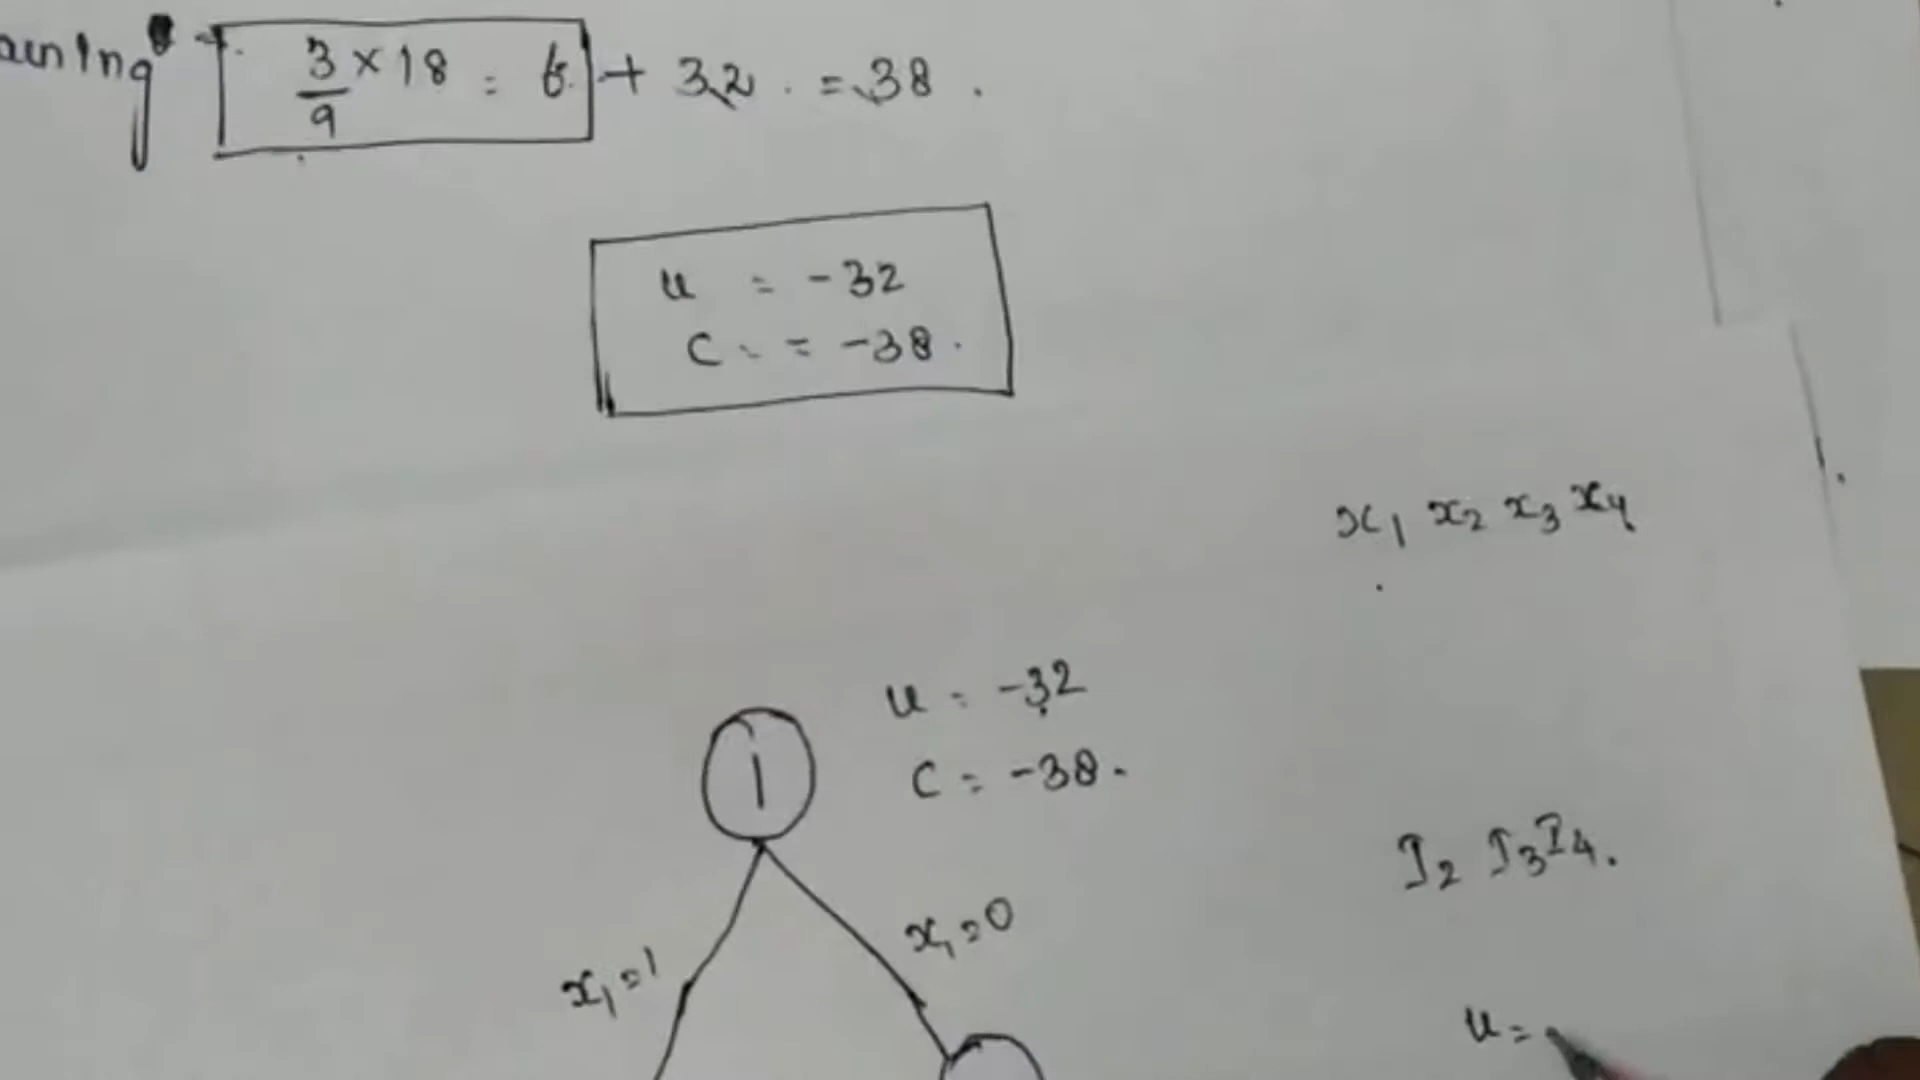 3/9 × 18 = 6 + 32 . = 38 .
u = -32
C = -38 .
x1 x2 x3 x4
u = -32
1
C = -38 .
I2 I3 I4 .
x1 = 0
x1 = 1
u =